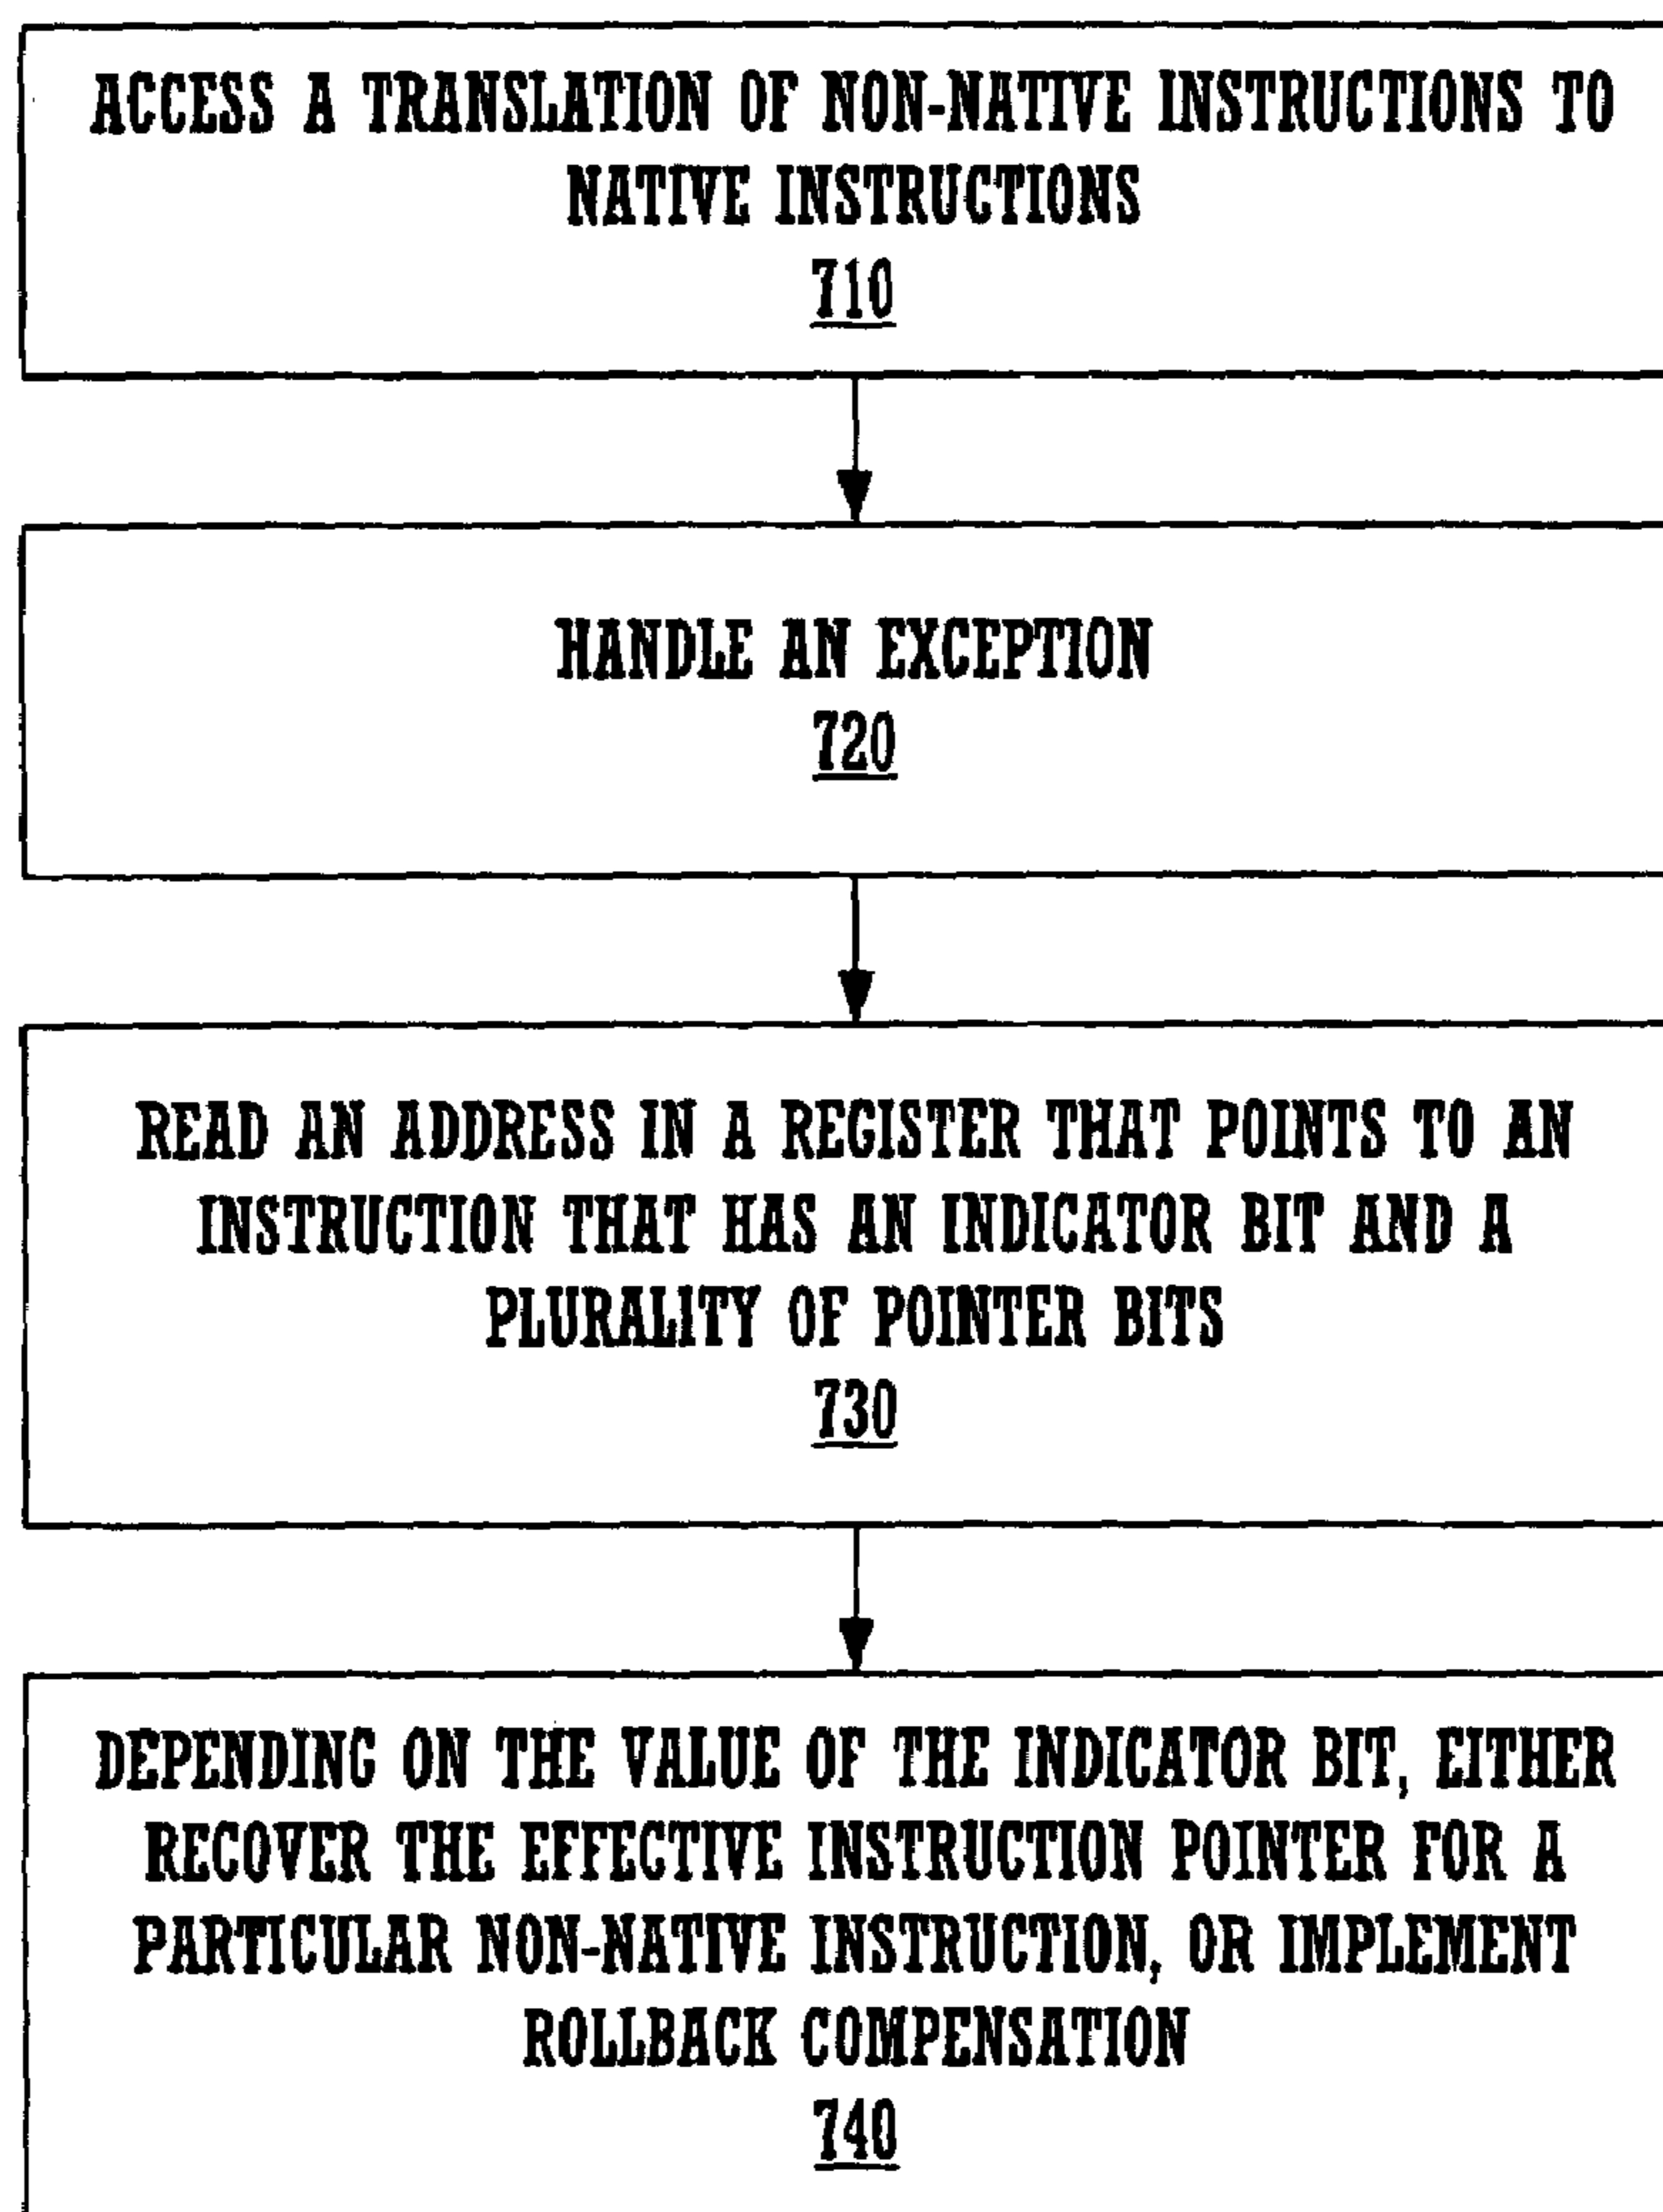 ACCESS A TRANSLATION OF NON-NATIVE INSTRUCTIONS TO
NATIVE INSTRUCTIONS
710
HANDLE AN EXCEPTION
720
READ AN ADDRESS IN A REGISTER THAT POINTS TO AN
INSTRUCTION THAT HAS AN INDICATOR BIT AND A
PLURALITY OF POINTER BITS
730
DEPENDING ON THE VALUE OF THE INDICATOR BIT, EITHER
RECOVER THE EFFECTIVE INSTRUCTION POINTER FOR A
PARTICULAR NON-NATIVE INSTRUCTION, OR IMPLEMENT
ROLLBACK COMPENSATION
740